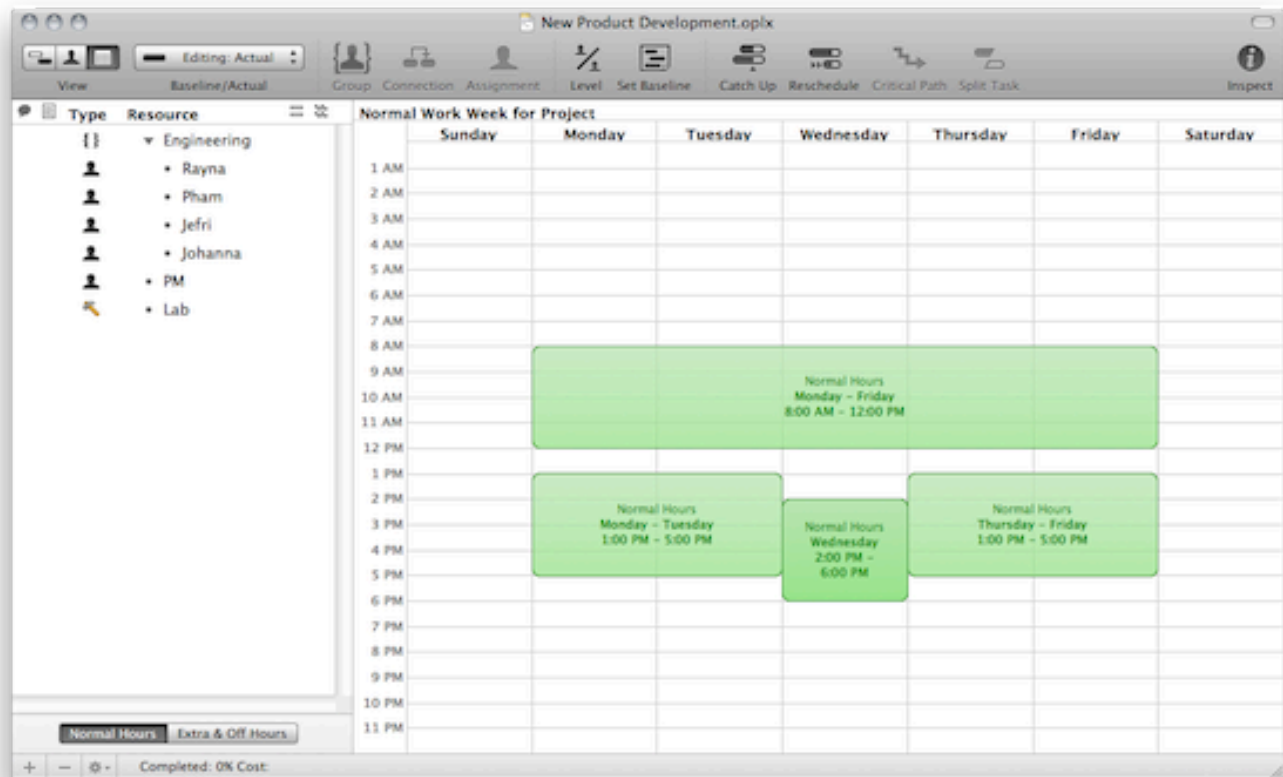 New Product Development.oplx
Editing: Actual
View Baseline/Actual Group Connection Assignment Level Set Baseline Catch Up Reschedule Critical Path Split Task Inspect
Type Resource
{} Engineering
• Rayna
• Pham
• Jefri
• Johanna
• PM
• Lab
Normal Hours Extra & Off Hours
Completed: 0% Cost:
Normal Work Week for Project
Sunday Monday Tuesday Wednesday Thursday Friday Saturday
1 AM
2 AM
3 AM
4 AM
5 AM
6 AM
7 AM
8 AM
9 AM
10 AM
11 AM
12 PM
1 PM
2 PM
3 PM
4 PM
5 PM
6 PM
7 PM
8 PM
9 PM
10 PM
11 PM
Normal Hours
Monday – Friday
8:00 AM – 12:00 PM
Normal Hours
Monday – Tuesday
1:00 PM – 5:00 PM
Normal Hours
Wednesday
2:00 PM –
6:00 PM
Normal Hours
Thursday – Friday
1:00 PM – 5:00 PM